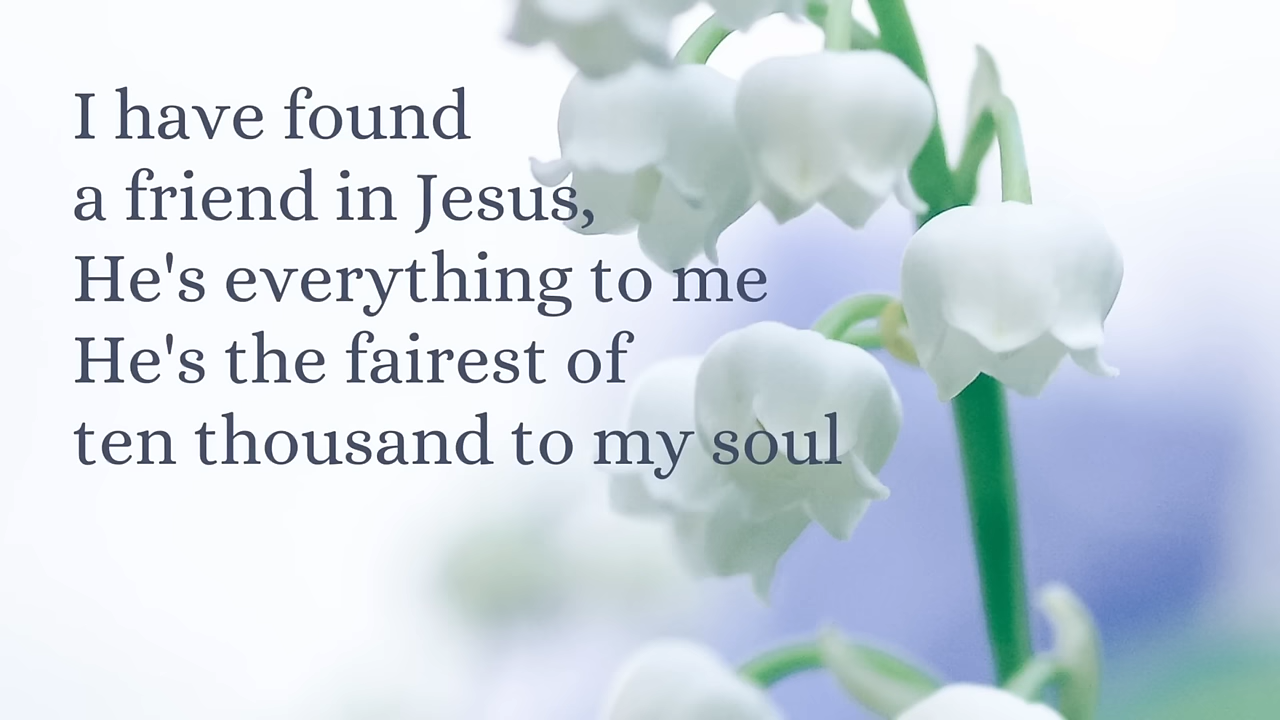 I have found
a friend in Jesus,
He's everything to me
He's the fairest of
ten thousand to my soul